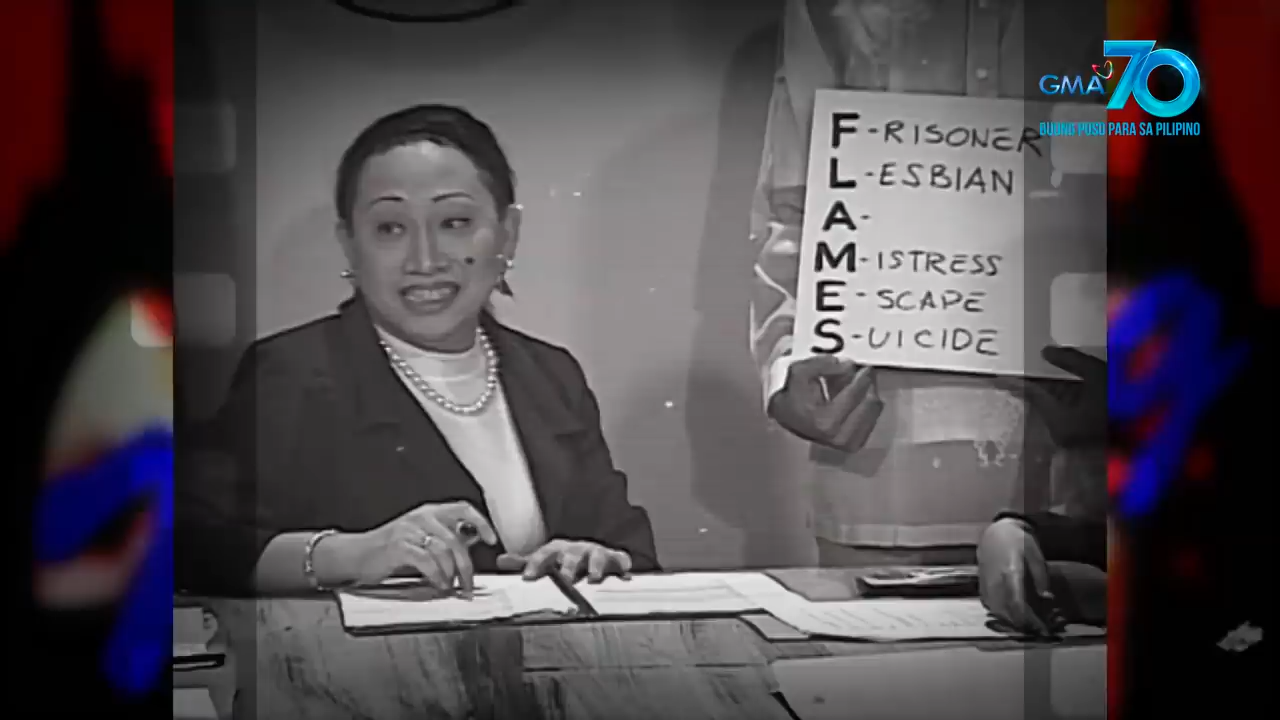 GMA 70
BUONG PUSO PARA SA PILIPINO
F-RISONER
L-ESBIAN
A-
M-ISTRESS
E-SCAPE
S-UICIDE